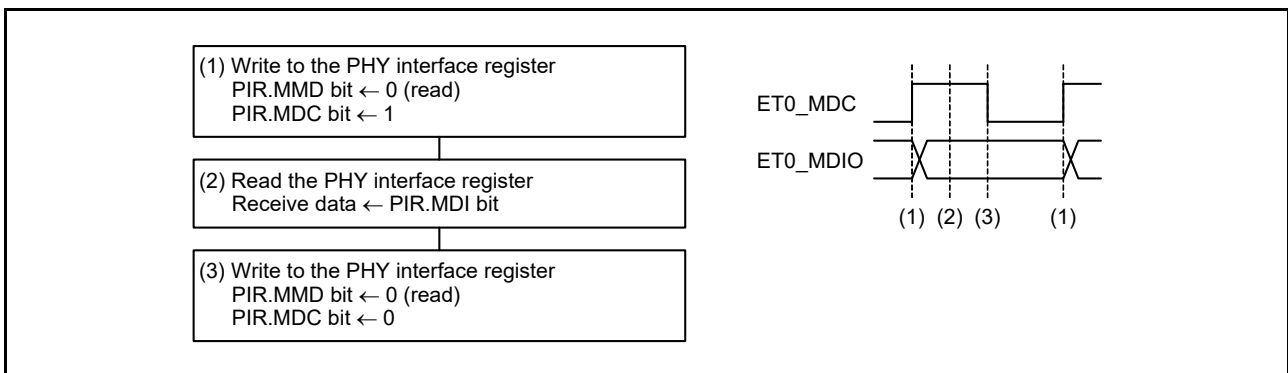 (1) Write to the PHY interface register
PIR.MMD bit ← 0 (read)
PIR.MDC bit ← 1
(2) Read the PHY interface register
Receive data ← PIR.MDI bit
(3) Write to the PHY interface register
PIR.MMD bit ← 0 (read)
PIR.MDC bit ← 0
ET0_MDC
ET0_MDIO
(1) (2) (3) (1)